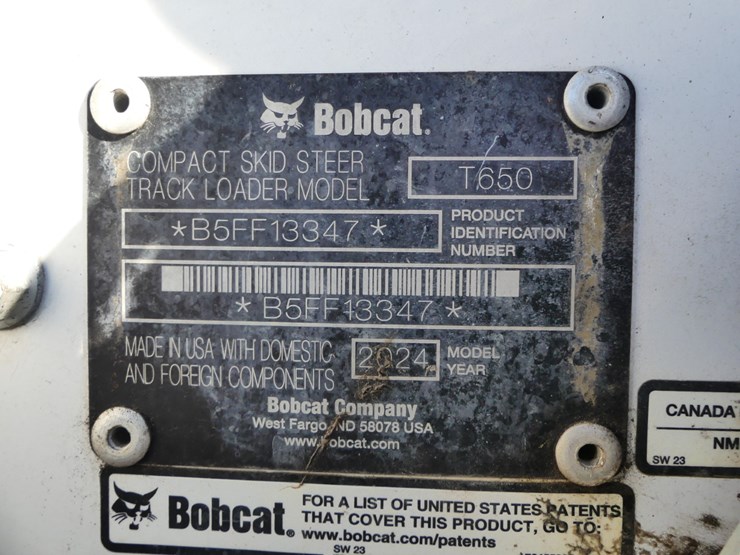 Bobcat.
COMPACT SKID STEER
TRACK LOADER MODEL
T650
*B5FF13347*
PRODUCT
IDENTIFICATION
NUMBER
*B5FF13347*
MADE IN USA WITH DOMESTIC
AND FOREIGN COMPONENTS
2024
MODEL
YEAR
Bobcat Company
West Fargo, ND 58078 USA
www.bobcat.com
CANADA
NM
SW 23
Bobcat.
FOR A LIST OF UNITED STATES PATENTS
THAT COVER THIS PRODUCT, GO TO:
www.bobcat.com/patents
SW 23